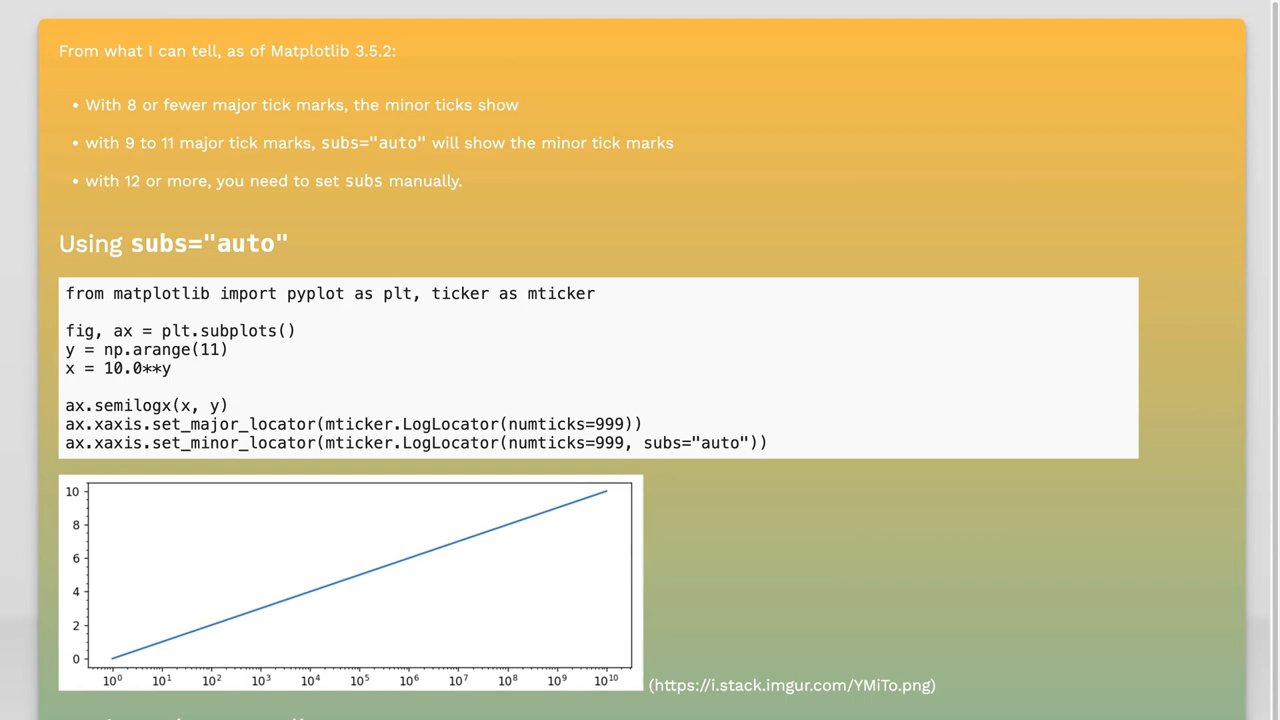 From what I can tell, as of Matplotlib 3.5.2:
• With 8 or fewer major tick marks, the minor ticks show
• with 9 to 11 major tick marks, subs="auto" will show the minor tick marks
• with 12 or more, you need to set subs manually.
Using subs="auto"
from matplotlib import pyplot as plt, ticker as mticker
fig, ax = plt.subplots()
y = np.arange(11)
x = 10.0**y
ax.semilogx(x, y)
ax.xaxis.set_major_locator(mticker.LogLocator(numticks=999))
ax.xaxis.set_minor_locator(mticker.LogLocator(numticks=999, subs="auto"))
10
8
6
4
2
0
10⁰ 10¹ 10² 10³ 10⁴ 10⁵ 10⁶ 10⁷ 10⁸ 10⁹ 10¹⁰
(https://i.stack.imgur.com/YMiTo.png)